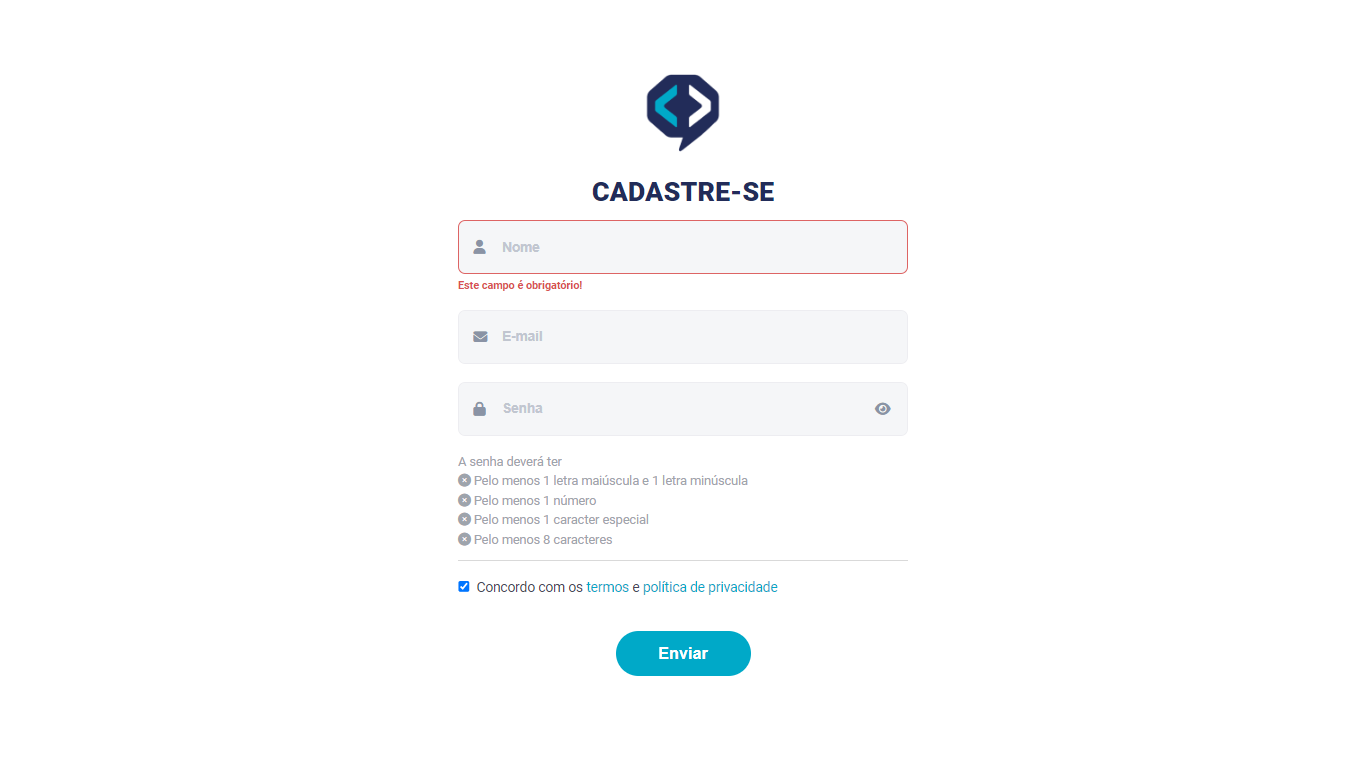 CADASTRE-SE
Nome
Este campo é obrigatório!
E-mail
Senha
A senha deverá ter
Pelo menos 1 letra maiúscula e 1 letra minúscula
Pelo menos 1 número
Pelo menos 1 caracter especial
Pelo menos 8 caracteres
Concordo com os termos e política de privacidade
Enviar